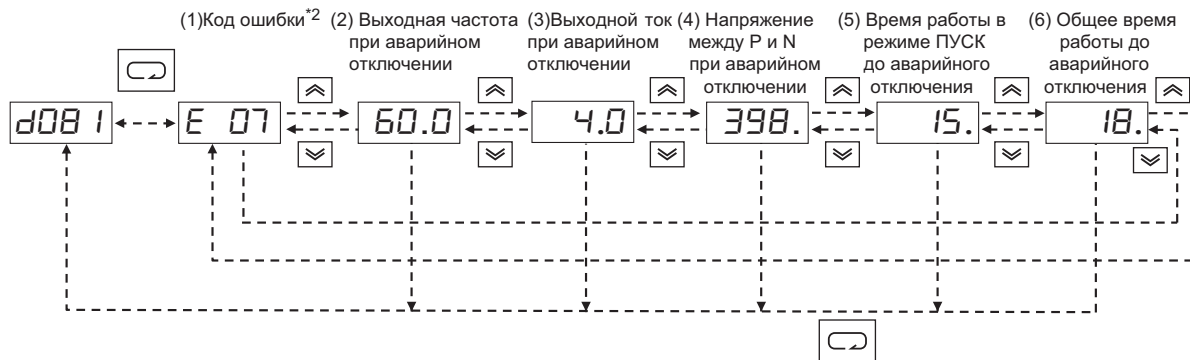 (1)Код ошибки*2
(2) Выходная частота
при аварийном
отключении
(3)Выходной ток
при аварийном
отключении
(4) Напряжение
между P и N
при аварийном
отключении
(5) Время работы в
режиме ПУСК
до аварийного
отключения
(6) Общее время
работы до
аварийного
отключения
d081
E 07
60.0
4.0
398.
15.
18.